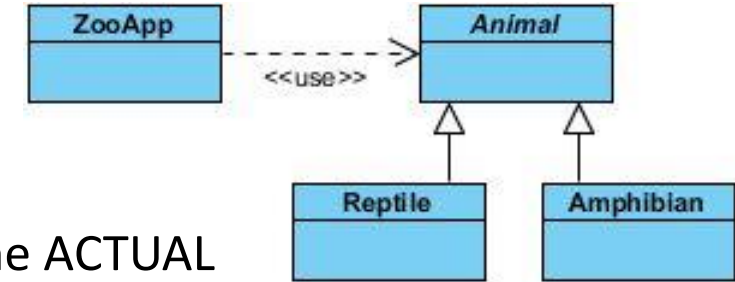 ZooApp
Animal
<<use>>
Reptile
Amphibian
ACTUAL